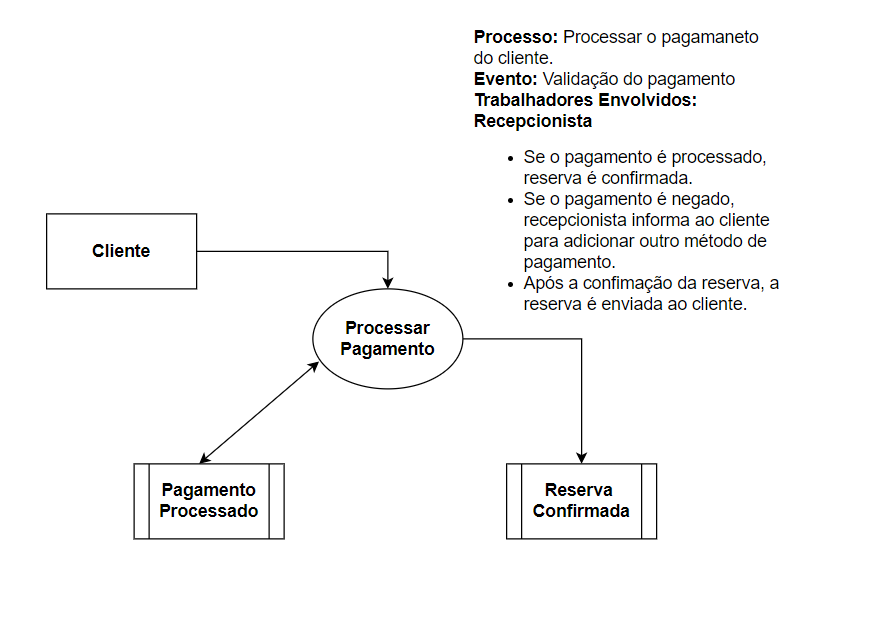 Processo: Processar o pagamaneto
do cliente.
Evento: Validação do pagamento
Trabalhadores Envolvidos:
Recepcionista
• Se o pagamento é processado,
reserva é confirmada.
• Se o pagamento é negado,
recepcionista informa ao cliente
para adicionar outro método de
pagamento.
• Após a confimação da reserva, a
reserva é enviada ao cliente.
Cliente
Processar
Pagamento
Pagamento
Processado
Reserva
Confirmada